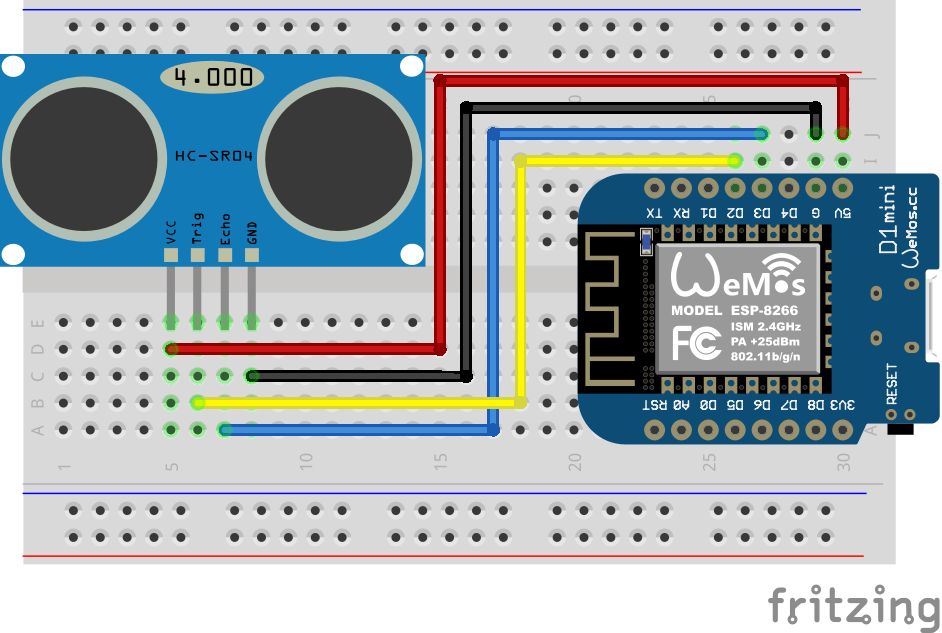 4.000
HC-SR04
VCC Trig Echo GND
J
I
E
D
C
B
A
1 5 10 15 20 25 30
TX RX D1 D2 D3 D4 G 5V
D1 mini
WeMos.cc
WeMos
MODEL ESP-8266
FC
ISM 2.4GHz
PA +25dBm
802.11b/g/n
RST A0 D0 D5 D6 D7 D8 3V3
RESET
A
fritzing